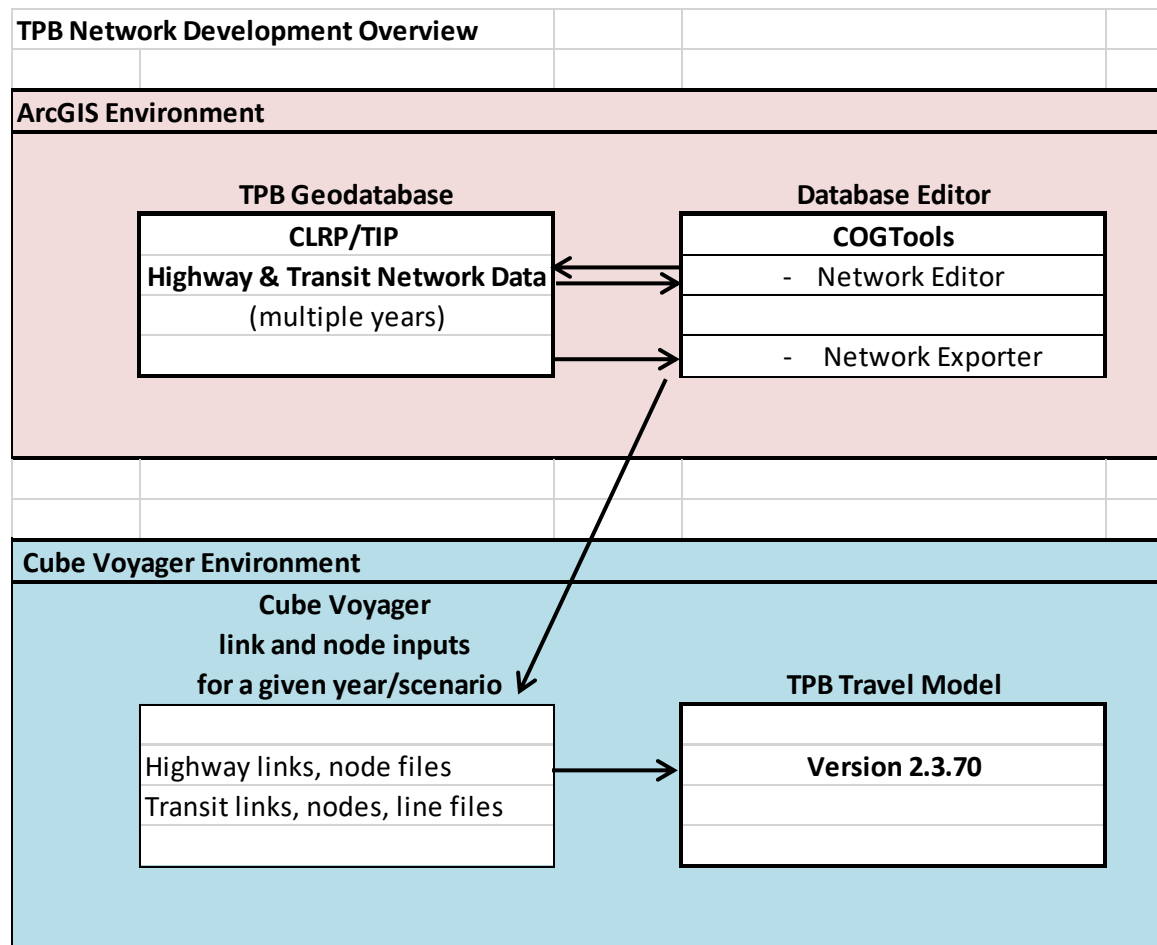 TPB Network Development Overview
ArcGIS Environment
TPB Geodatabase
CLRP/TIP
Highway & Transit Network Data
(multiple years)
Database Editor
COGTools
- Network Editor
- Network Exporter
Cube Voyager Environment
Cube Voyager
link and node inputs
for a given year/scenario
Highway links, node files
Transit links, nodes, line files
TPB Travel Model
Version 2.3.70